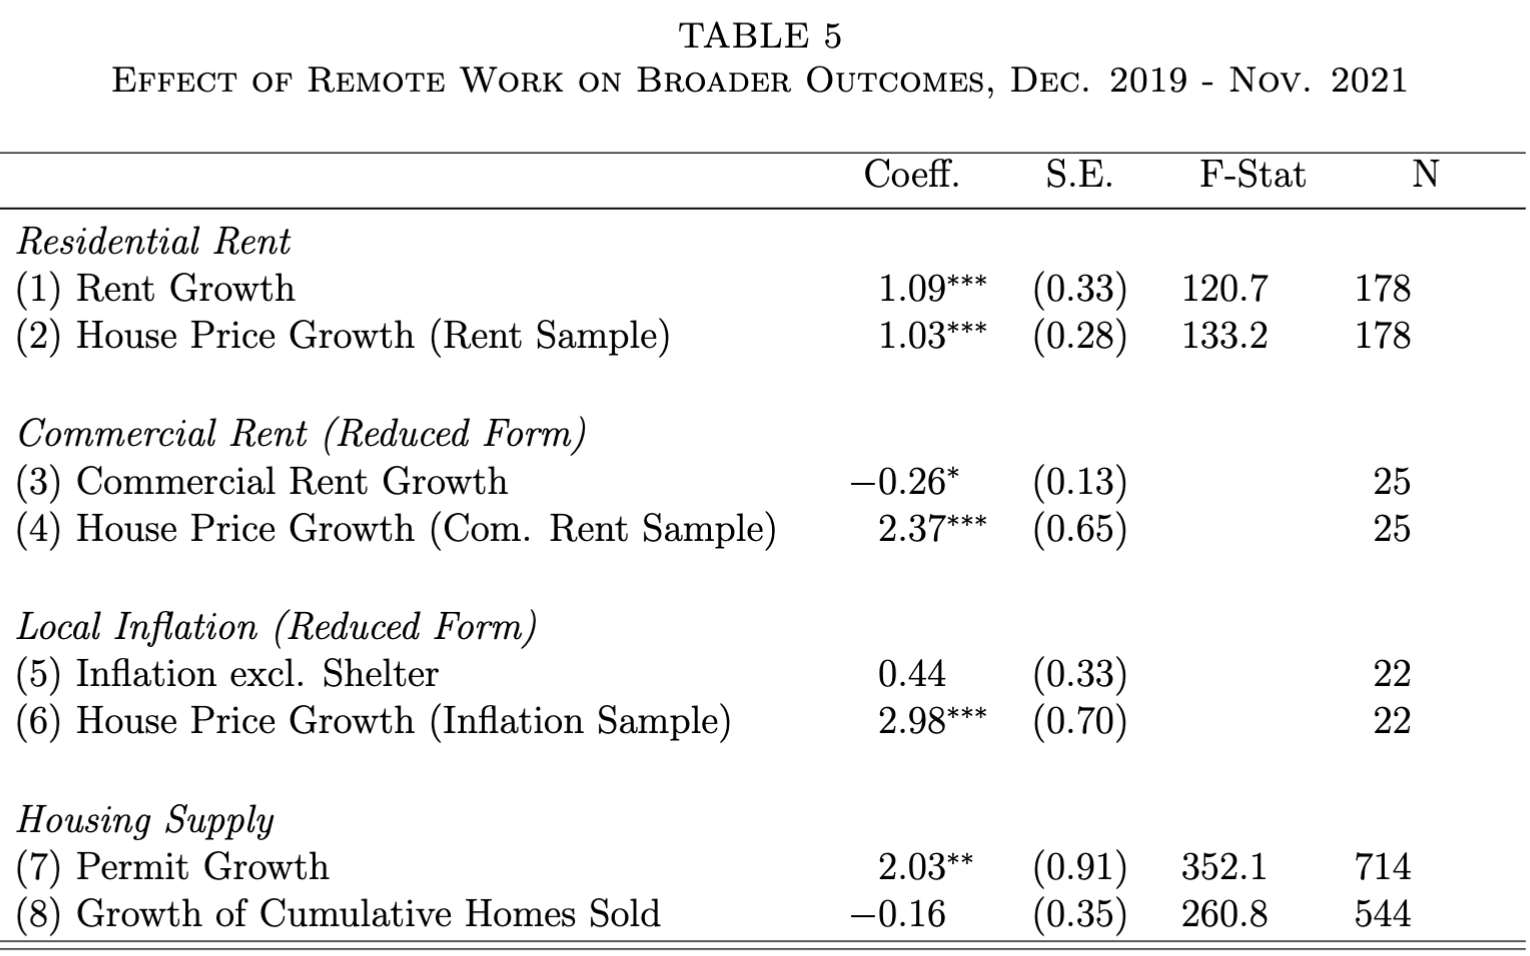 TABLE 5
Effect of Remote Work on Broader Outcomes, Dec. 2019 - Nov. 2021
Coeff. S.E. F-Stat N
Residential Rent
(1) Rent Growth 1.09*** (0.33) 120.7 178
(2) House Price Growth (Rent Sample) 1.03*** (0.28) 133.2 178
Commercial Rent (Reduced Form)
(3) Commercial Rent Growth −0.26* (0.13) 25
(4) House Price Growth (Com. Rent Sample) 2.37*** (0.65) 25
Local Inflation (Reduced Form)
(5) Inflation excl. Shelter 0.44 (0.33) 22
(6) House Price Growth (Inflation Sample) 2.98*** (0.70) 22
Housing Supply
(7) Permit Growth 2.03** (0.91) 352.1 714
(8) Growth of Cumulative Homes Sold −0.16 (0.35) 260.8 544